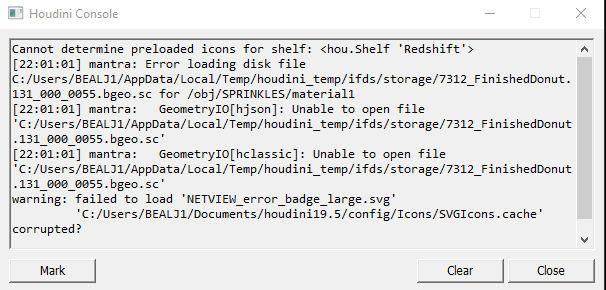 Houdini Console
Cannot determine preloaded icons for shelf: <hou.Shelf 'Redshift'>
[22:01:01] mantra: Error loading disk file
C:/Users/BEALJ1/AppData/Local/Temp/houdini_temp/ifds/storage/7312_FinishedDonut.
131_000_0055.bgeo.sc for /obj/SPRINKLES/material1
[22:01:01] mantra:   GeometryIO[hjson]: Unable to open file
'C:/Users/BEALJ1/AppData/Local/Temp/houdini_temp/ifds/storage/7312_FinishedDonut
.131_000_0055.bgeo.sc'
[22:01:01] mantra:   GeometryIO[hclassic]: Unable to open file
'C:/Users/BEALJ1/AppData/Local/Temp/houdini_temp/ifds/storage/7312_FinishedDonut
.131_000_0055.bgeo.sc'
warning: failed to load 'NETVIEW_error_badge_large.svg'
         'C:/Users/BEALJ1/Documents/houdini19.5/config/Icons/SVGIcons.cache'
corrupted?
Mark
Clear
Close